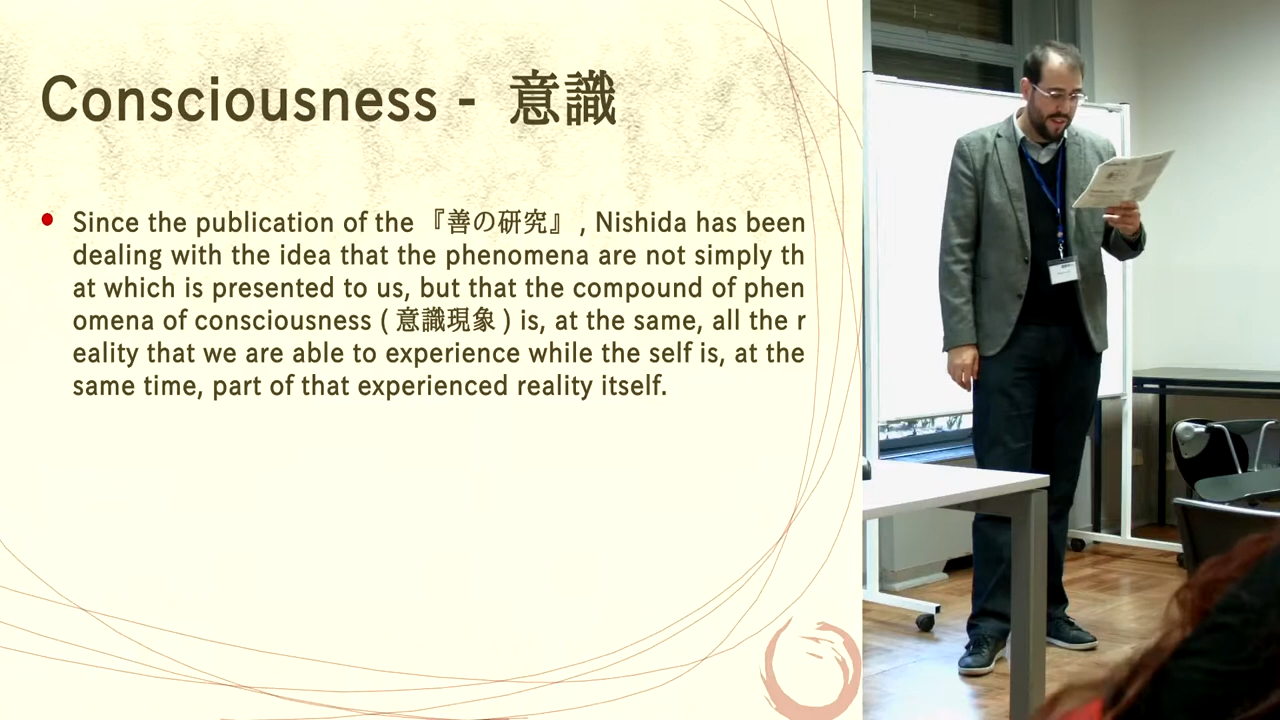 Consciousness - 意識
Since the publication of the 『善の研究』 , Nishida has been
dealing with the idea that the phenomena are not simply th
at which is presented to us, but that the compound of phen
omena of consciousness ( 意識現象 ) is, at the same, all the r
eality that we are able to experience while the self is, at the
same time, part of that experienced reality itself.